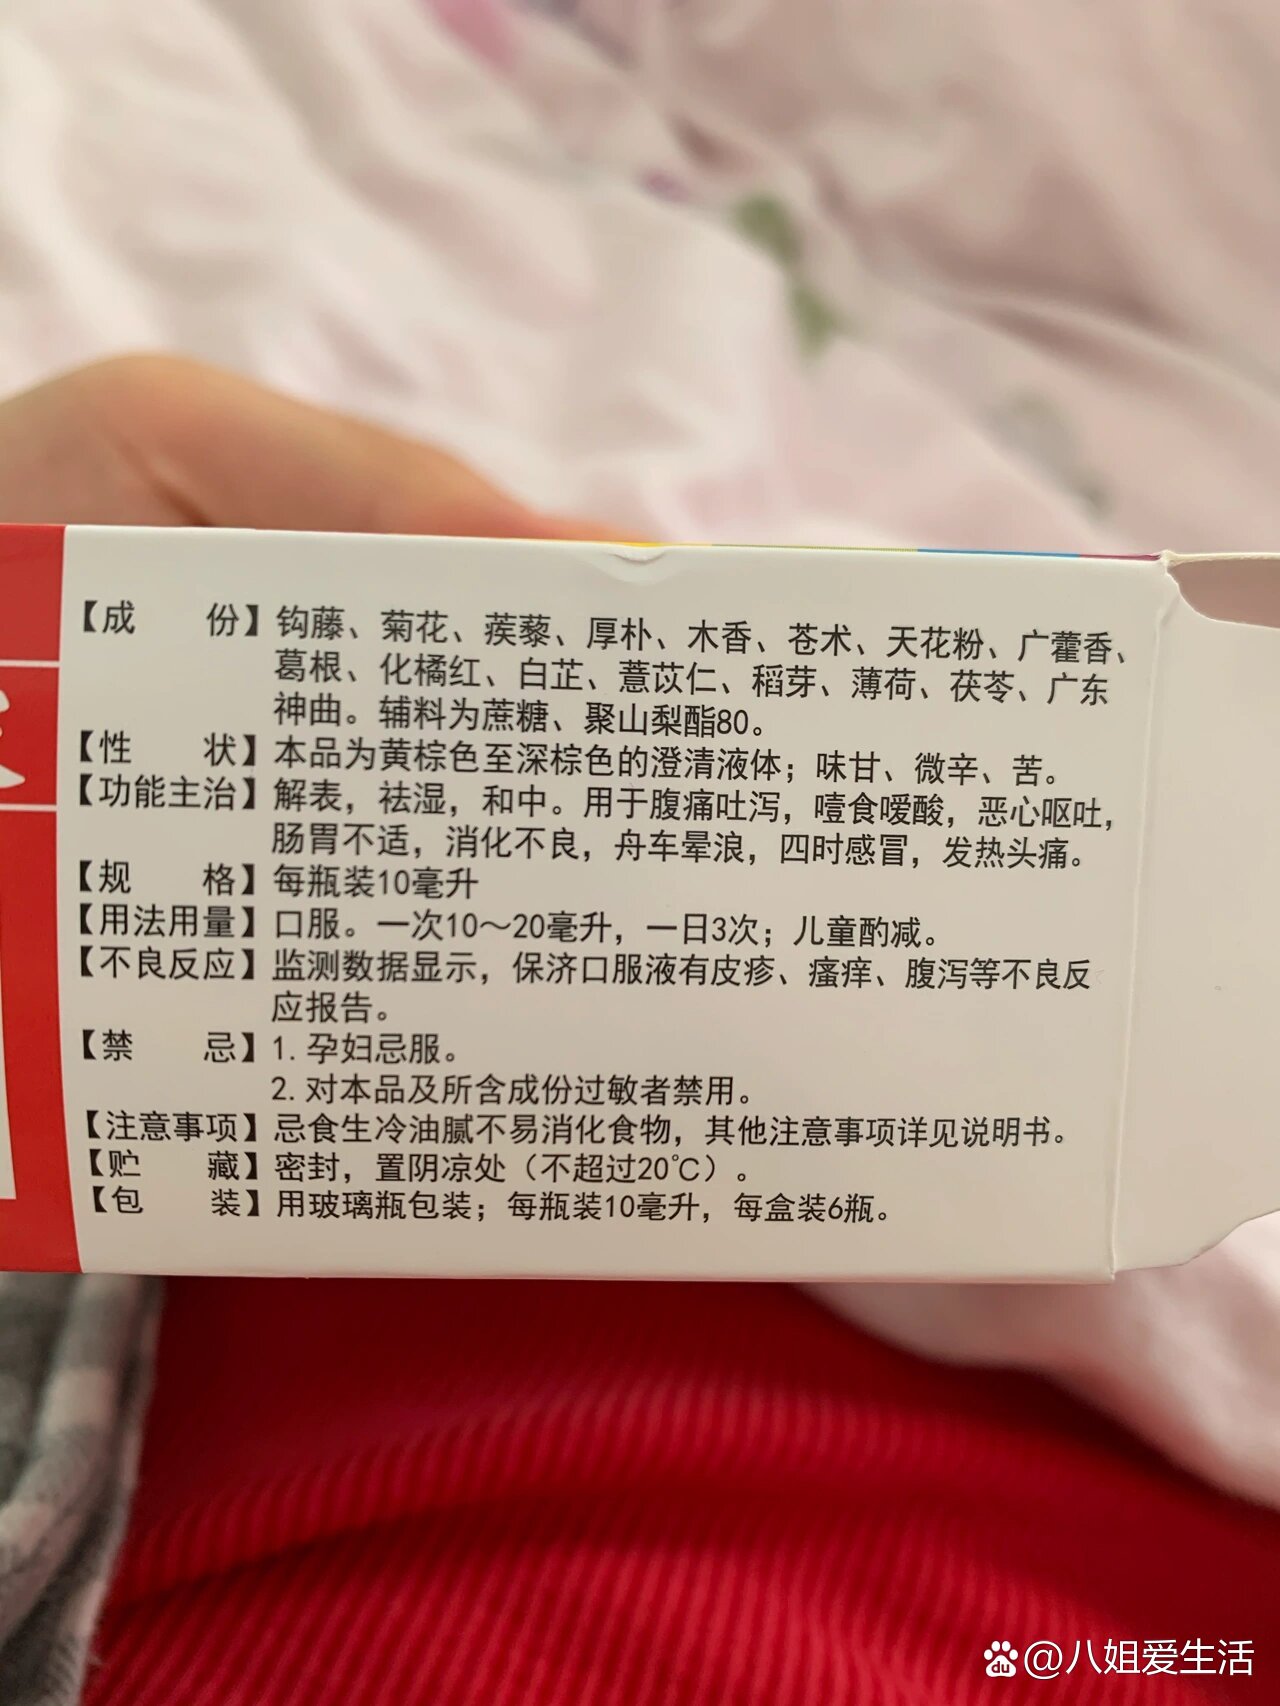 【成　　份】钩藤、菊花、蒺藜、厚朴、木香、苍术、天花粉、广藿香、
葛根、化橘红、白芷、薏苡仁、稻芽、薄荷、茯苓、广东
神曲。辅料为蔗糖、聚山梨酯80。
【性　　状】本品为黄棕色至深棕色的澄清液体；味甘、微辛、苦。
【功能主治】解表，祛湿，和中。用于腹痛吐泻，噎食嗳酸，恶心呕吐，
肠胃不适，消化不良，舟车晕浪，四时感冒，发热头痛。
【规　　格】每瓶装10毫升
【用法用量】口服。一次10～20毫升，一日3次；儿童酌减。
【不良反应】监测数据显示，保济口服液有皮疹、瘙痒、腹泻等不良反
应报告。
【禁　　忌】1.孕妇忌服。
2.对本品及所含成份过敏者禁用。
【注意事项】忌食生冷油腻不易消化食物，其他注意事项详见说明书。
【贮　　藏】密封，置阴凉处（不超过20℃）。
【包　　装】用玻璃瓶包装；每瓶装10毫升，每盒装6瓶。
du @八姐爱生活